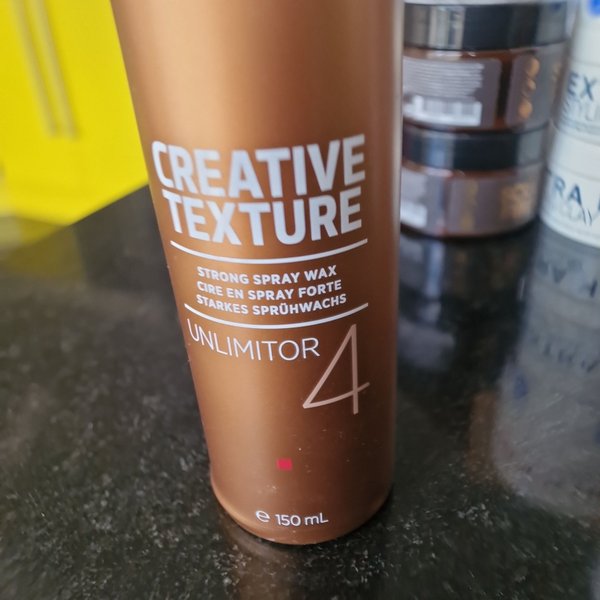 CREATIVE
TEXTURE
STRONG SPRAY WAX
CIRE EN SPRAY FORTE
STARKES SPRÜHWACHS
UNLIMITOR 4
e 150 mL